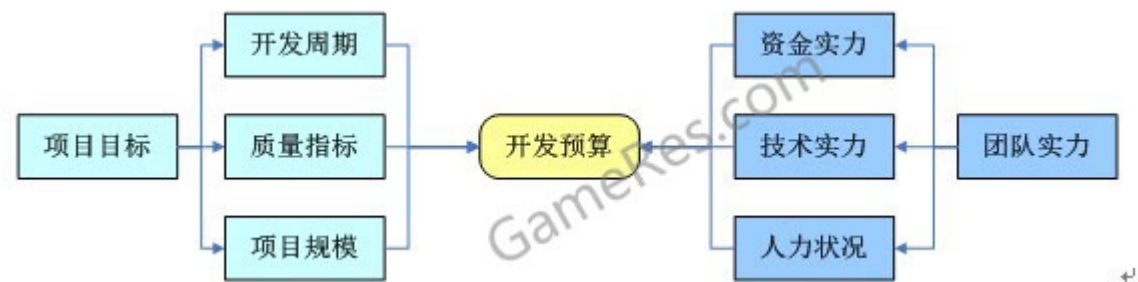 开发周期
资金实力
项目目标
质量指标
开发预算
技术实力
团队实力
项目规模
人力状况
GameRes.com